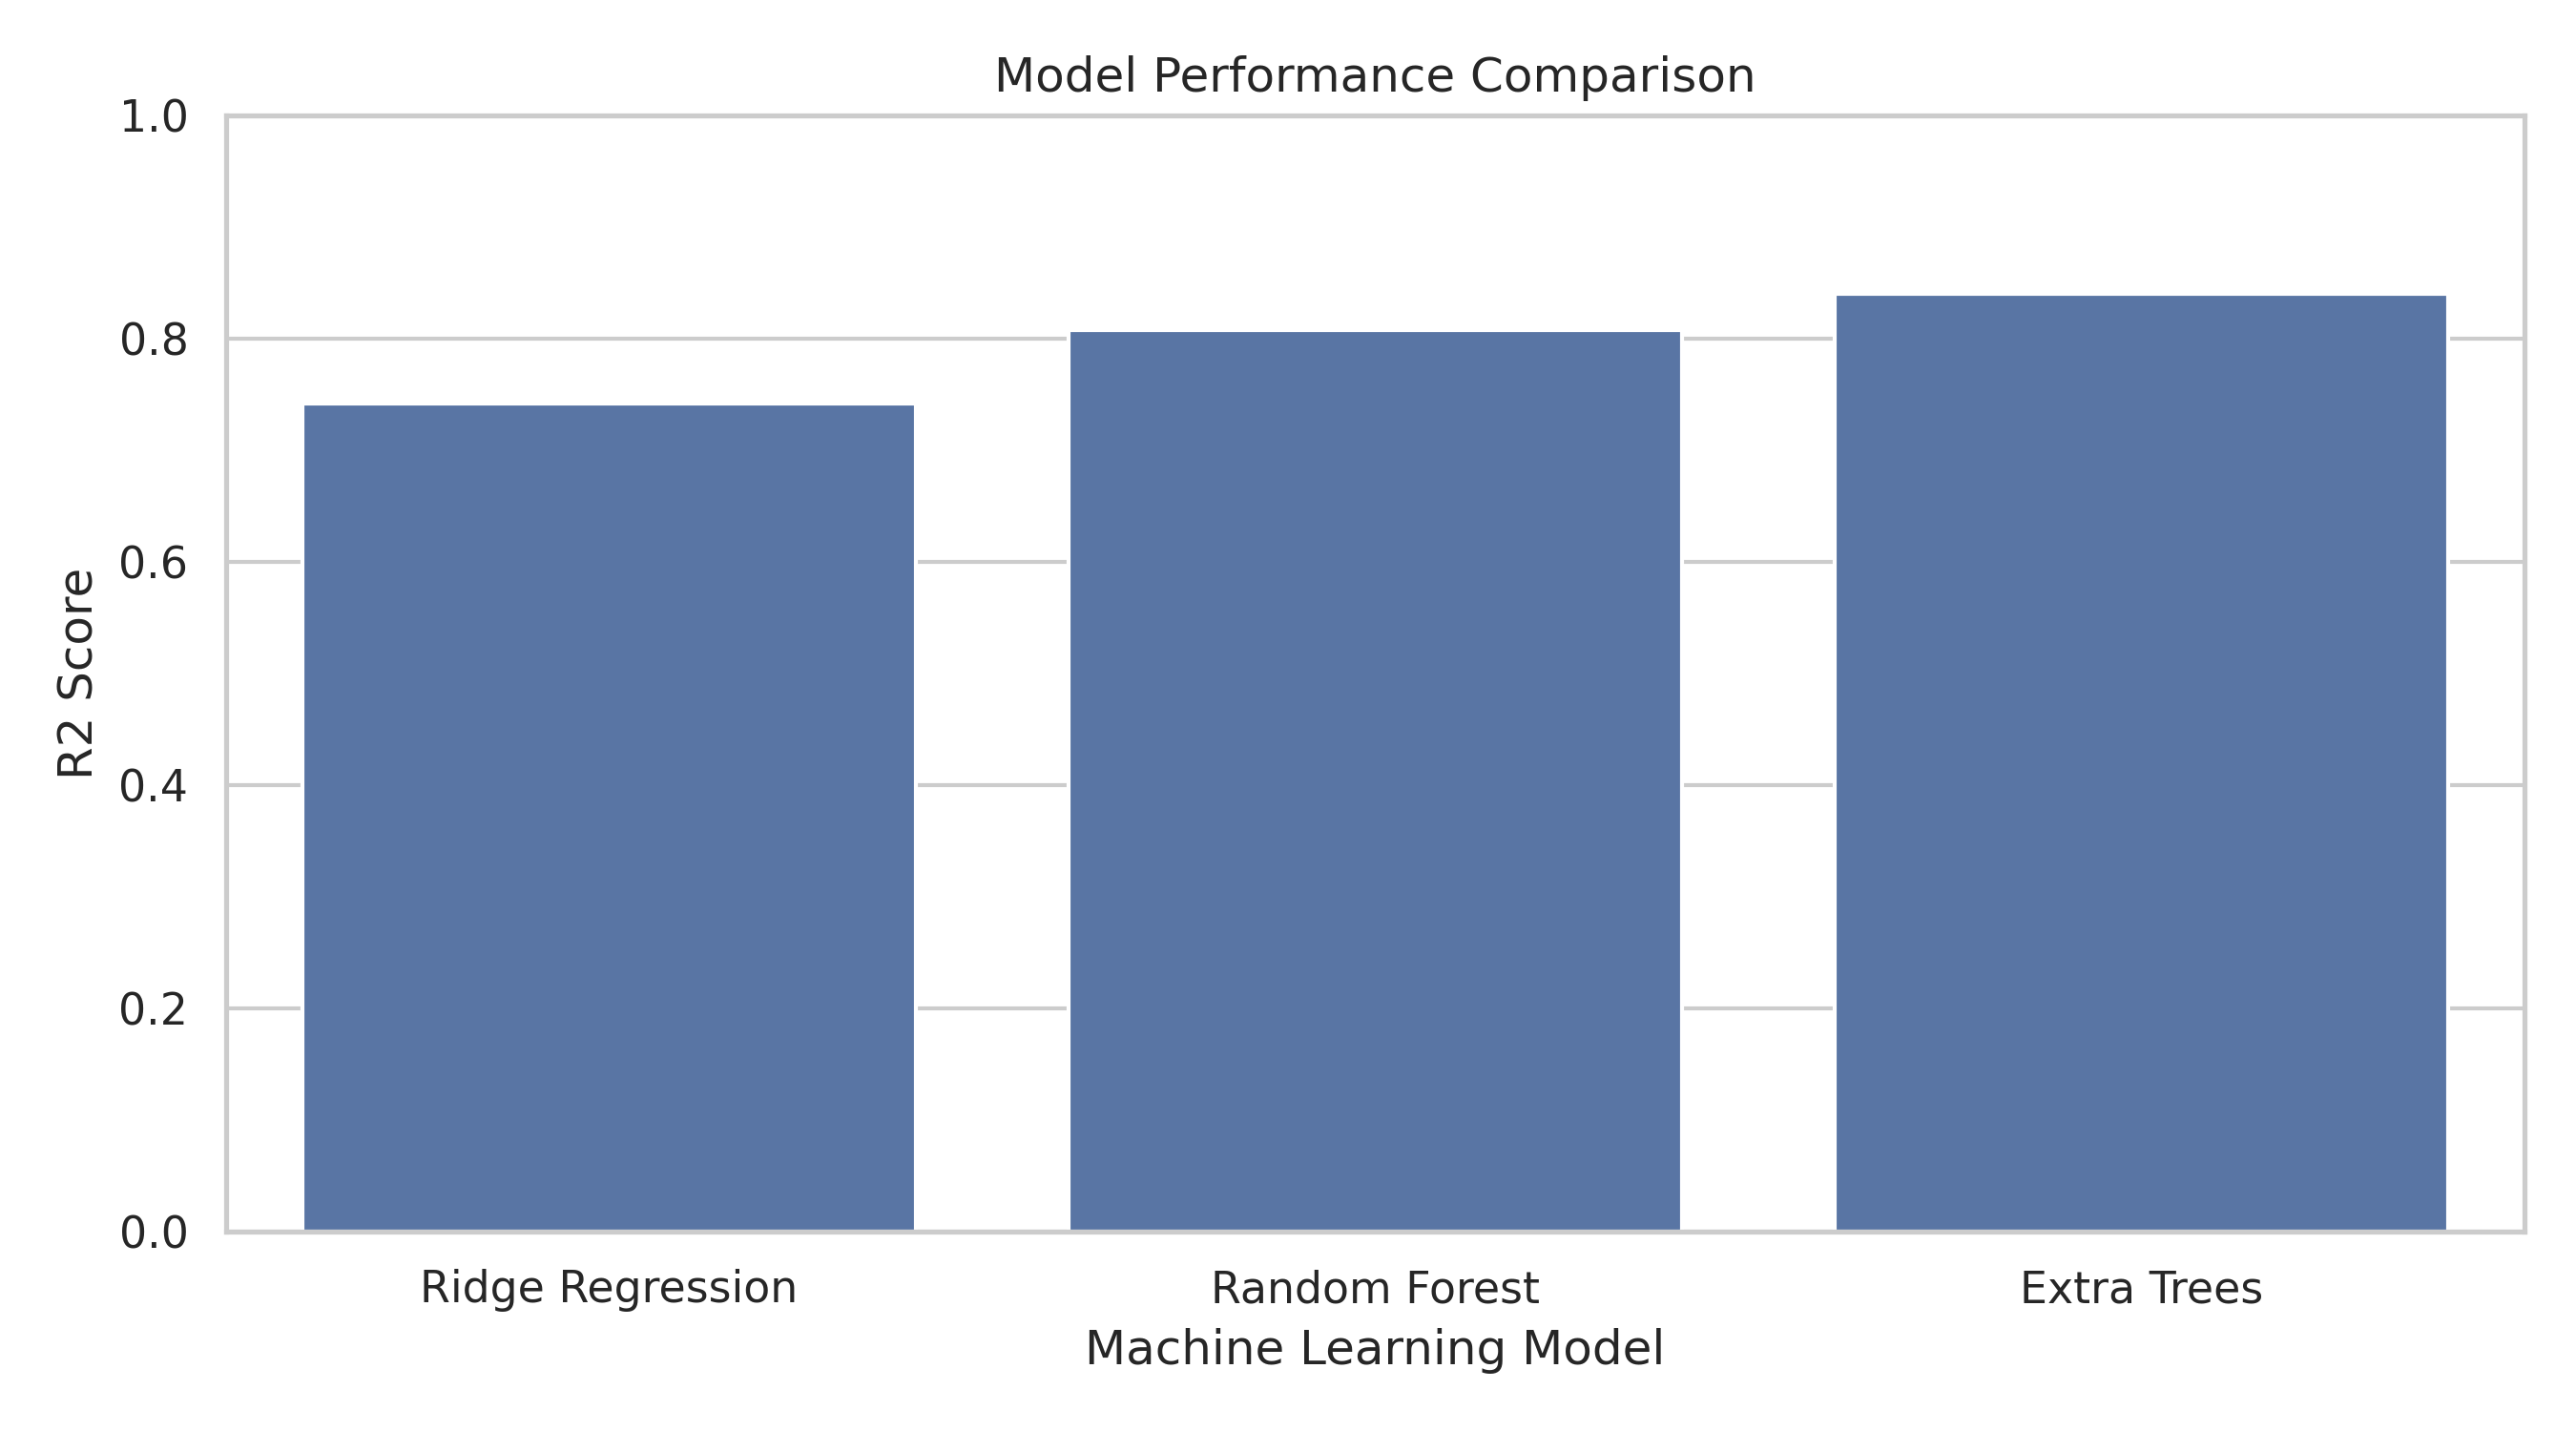 Model Performance Comparison
1.0
0.8
0.6
0.4
0.2
0.0
R2 Score
Ridge Regression
Random Forest
Extra Trees
Machine Learning Model